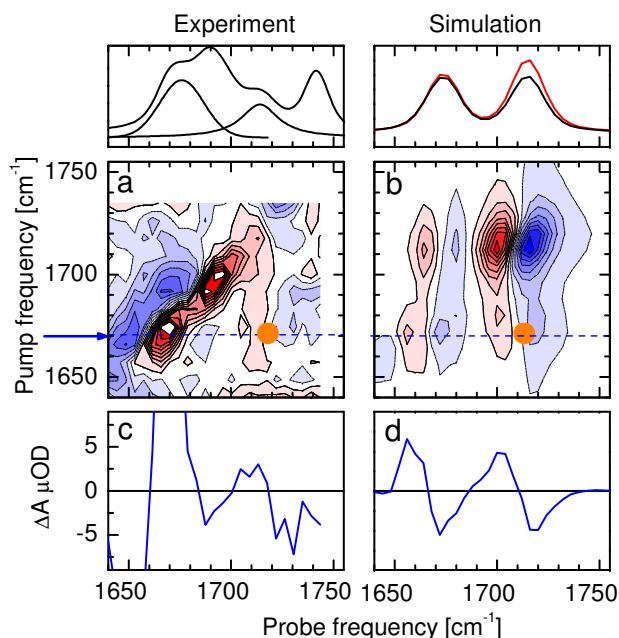 Experiment
Simulation
a
b
1750
1700
1650
Pump frequency [cm-1]
c
d
5
0
-5
ΔA μOD
1650
1700
1750
1650
1700
1750
Probe frequency [cm-1]